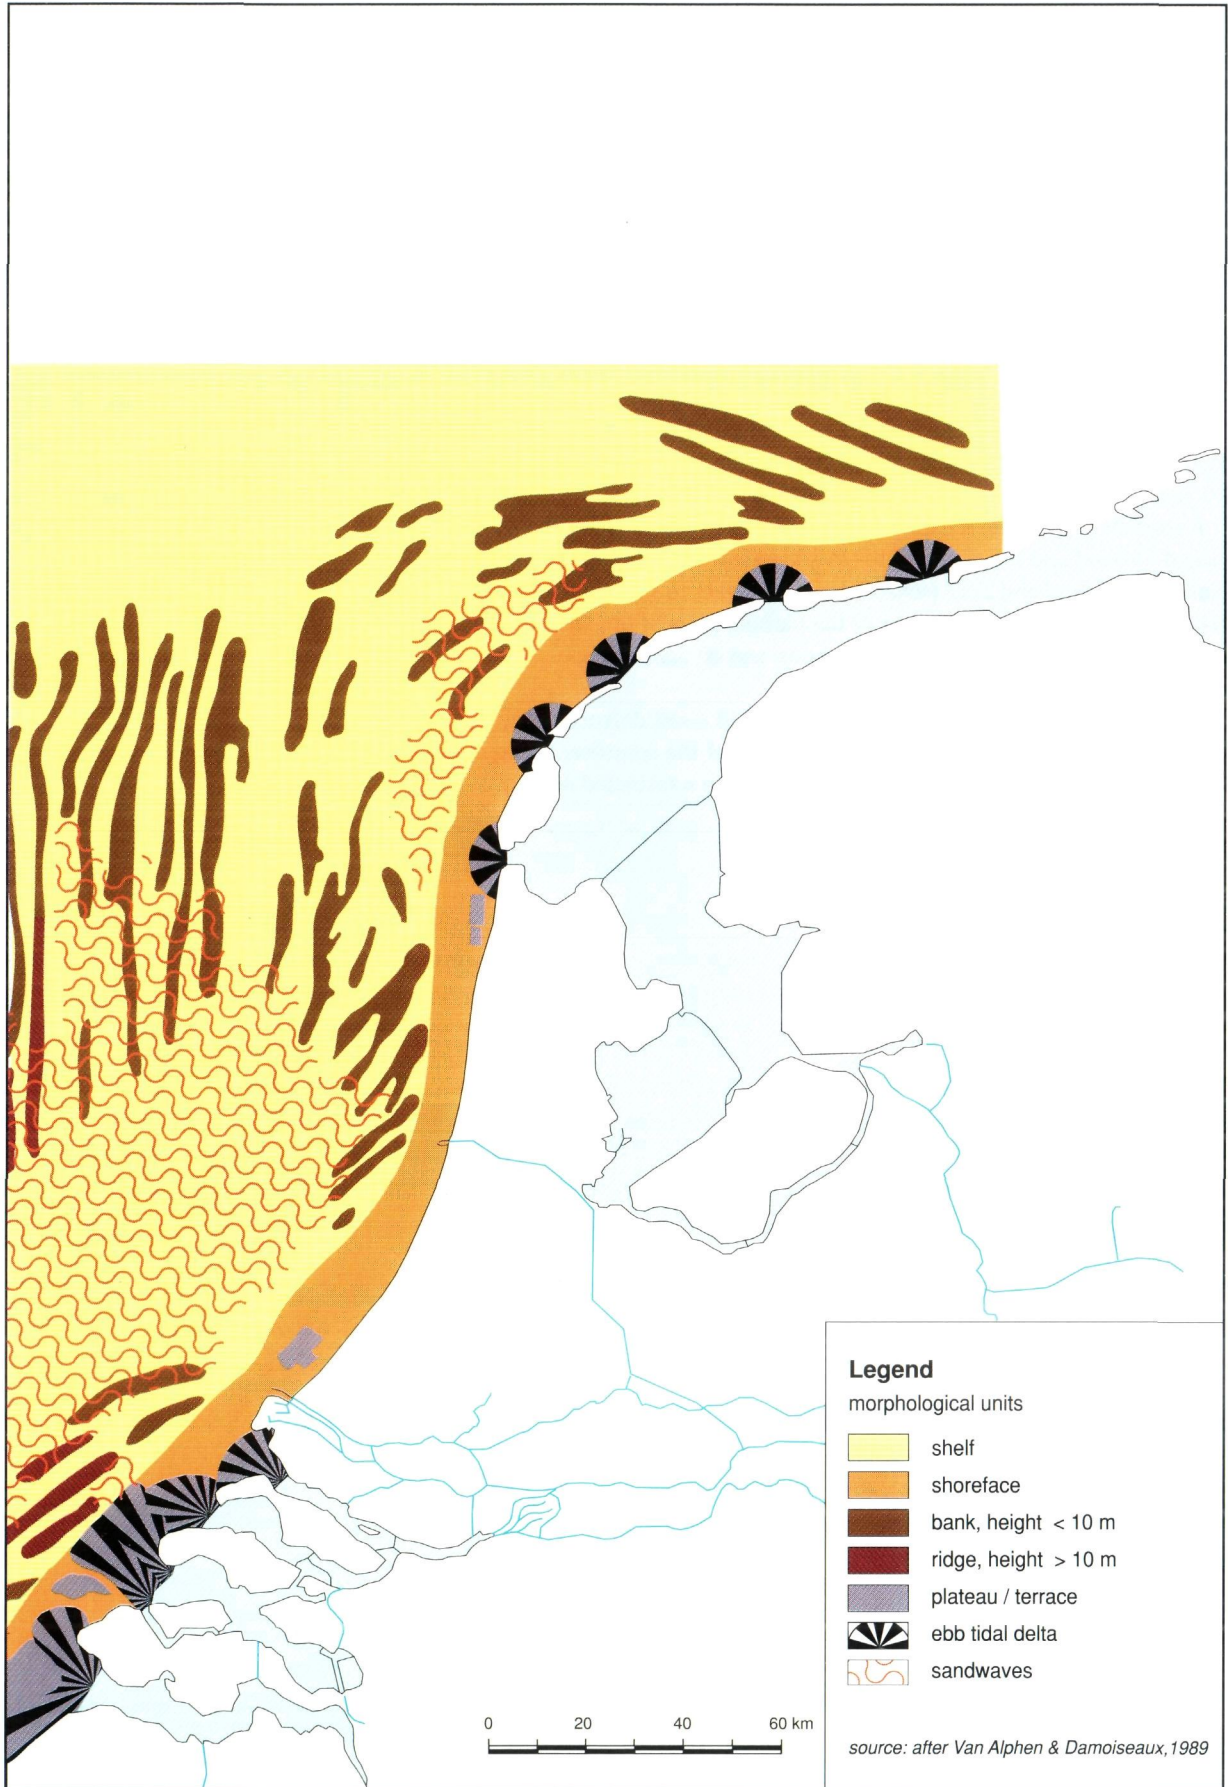 Legend
morphological units
shelf
shoreface
bank, height < 10 m
ridge, height > 10 m
plateau / terrace
ebb tidal delta
sandwaves
0 20 40 60 km
source: after Van Alphen & Damoiseaux,1989